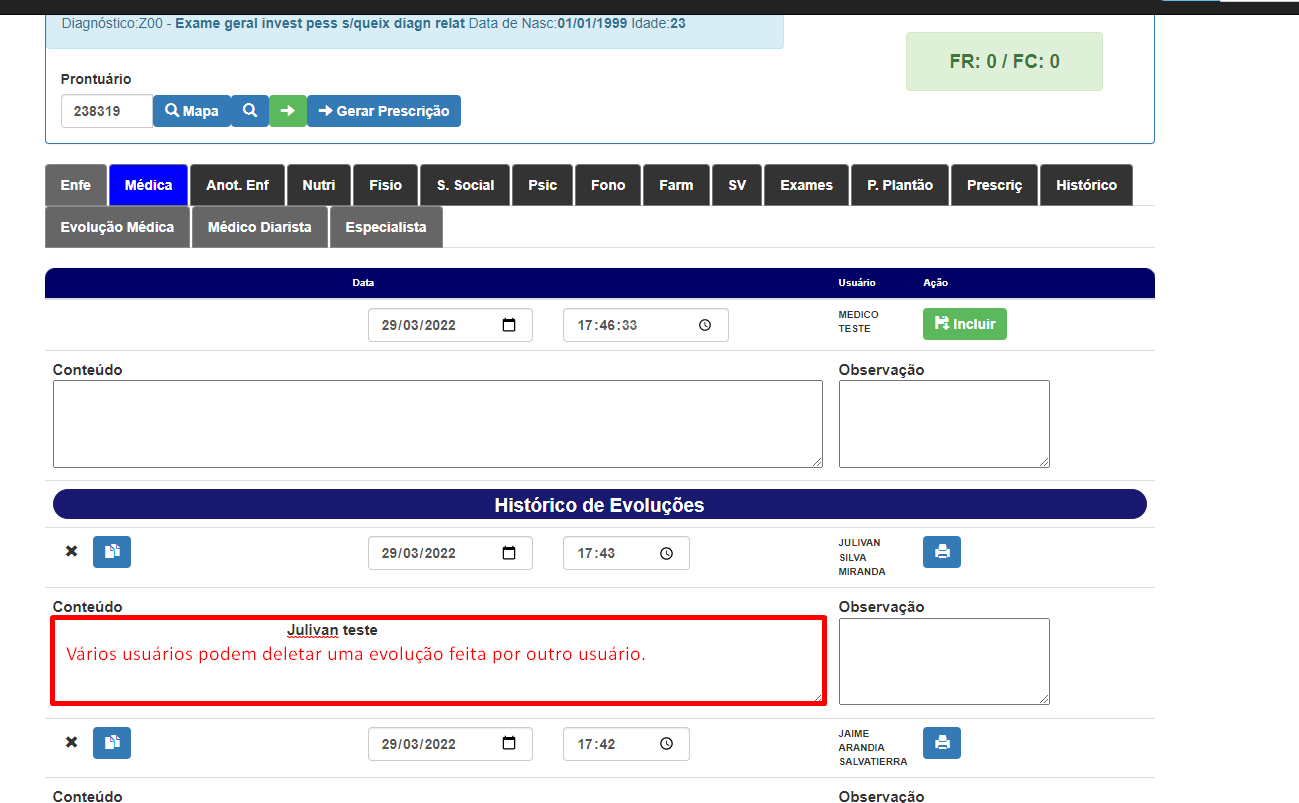 Diagnóstico:Z00 - Exame geral invest pess s/queix diagn relat Data de Nasc:01/01/1999 Idade:23
FR: 0 / FC: 0
Prontuário
238319 Mapa Gerar Prescrição
Enfe Médica Anot. Enf Nutri Fisio S. Social Psic Fono Farm SV Exames P. Plantão Prescriç Histórico
Evolução Médica Médico Diarista Especialista
Data Usuário Ação
29/03/2022 17:46:33 MEDICO
TESTE
Incluir
Conteúdo Observação
Histórico de Evoluções
29/03/2022 17:43 JULIVAN
SILVA
MIRANDA
Conteúdo Observação
Julivan teste
Vários usuários podem deletar uma evolução feita por outro usuário.
29/03/2022 17:42 JAIME
ARANDIA
SALVATIERRA
Conteúdo Observação